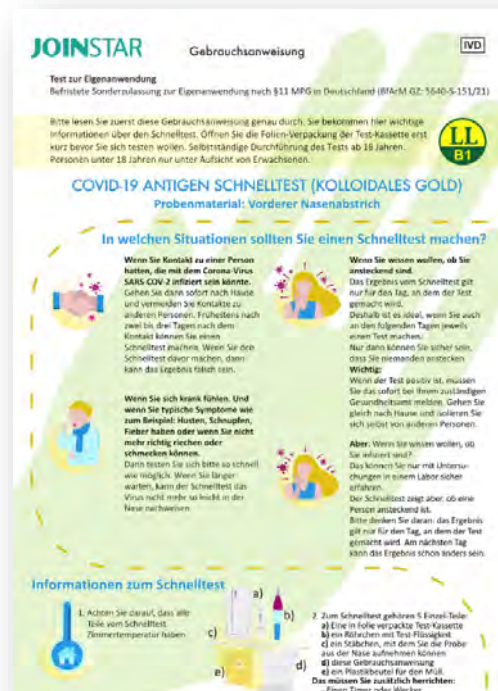 JOINSTAR
Gebrauchsanweisung
IVD
Test zur Eigenanwendung
Befristete Sonderzulassung zur Eigenanwendung nach §11 MPG in Deutschland (BfArM GZ: 5640-S-151/21)
Bitte lesen Sie zuerst diese Gebrauchsanweisung genau durch. Sie bekommen hier wichtige
Informationen über den Schnelltest. Öffnen Sie die Folien-Verpackung der Test-Kassette erst
kurz bevor Sie sich testen wollen. Selbstständige Durchführung des Tests ab 18 Jahren.
Personen unter 18 Jahren nur unter Aufsicht von Erwachsenen.
LL
B1
COVID-19 ANTIGEN SCHNELLTEST (KOLLOIDALES GOLD)
Probenmaterial: Vorderer Nasenabstrich
In welchen Situationen sollten Sie einen Schnelltest machen?
Wenn Sie Kontakt zu einer Person
hatten, die mit dem Corona-Virus
SARS-COV-2 infiziert sein könnte.
Gehen Sie dann sofort nach Hause
und vermeiden Sie Kontakte zu
anderen Personen. Frühestens nach
zwei bis drei Tagen nach dem
Kontakt können Sie einen
Schnelltest machen. Wenn Sie den
Schnelltest davor machen, dann
kann das Ergebnis falsch sein.
Wenn Sie sich krank fühlen. Und
wenn Sie typische Symptome wie
zum Beispiel: Husten, Schnupfen,
Fieber haben oder wenn Sie nicht
mehr richtig riechen oder
schmecken können.
Dann testen Sie sich bitte so schnell
wie möglich. Wenn Sie länger
warten, kann der Schnelltest das
Virus nicht mehr so leicht in der
Nase nachweisen.
Wenn Sie wissen wollen, ob Sie
ansteckend sind.
Das Ergebnis vom Schnelltest gilt
nur für den Tag, an dem der Test
gemacht wird.
Deshalb ist es ideal, wenn Sie auch
an den folgenden Tagen jeweils
einen Test machen.
Nur dann können Sie sicher sein,
dass Sie niemanden anstecken.
Wichtig:
Wenn der Test positiv ist, müssen
Sie das sofort bei Ihrem zuständigen
Gesundheitsamt melden. Gehen Sie
gleich nach Hause und isolieren Sie
sich selbst von anderen Personen.
Aber: Wenn Sie wissen wollen, ob
Sie infiziert sind?
Das können Sie nur mit Untersu-
chungen in einem Labor sicher
erfahren.
Der Schnelltest zeigt aber, ob eine
Person ansteckend ist.
Bitte denken Sie daran: das Ergebnis
gilt nur für den Tag, an dem der Test
gemacht wird. Am nächsten Tag
kann das Ergebnis schon anders sein.
Informationen zum Schnelltest
1. Achten Sie darauf, dass alle
Teile vom Schnelltest
Zimmertemperatur haben
a)
b)
c)
d)
e)
2. Zum Schnelltest gehören 5 Einzel-Teile:
a) Eine in Folie verpackte Test-Kassette
b) ein Röhrchen mit Test-Flüssigkeit
c) ein Stäbchen, mit dem Sie die Probe
aus der Nase aufnehmen können
d) diese Gebrauchsanweisung
e) ein Plastikbeutel für den Müll.
Das müssen Sie zusätzlich herrichten:
- Einen Timer oder Wecker